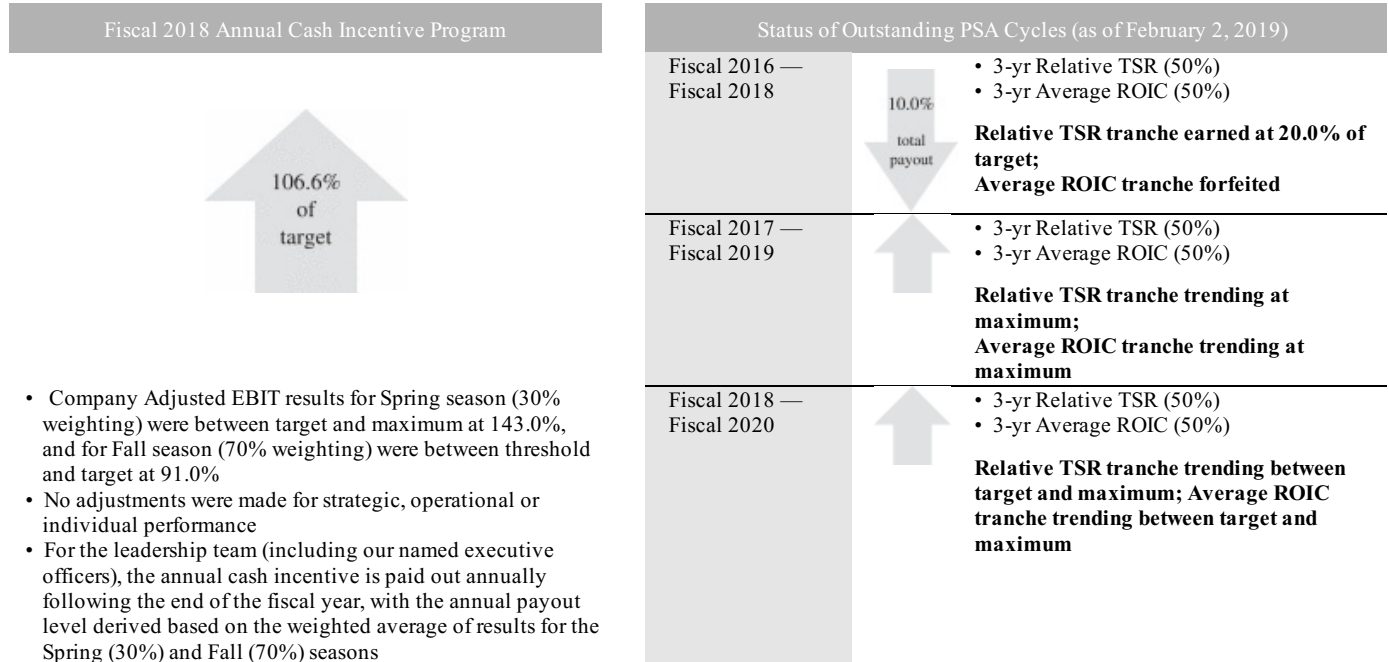 Fiscal 2018 Annual Cash Incentive Program
106.6%
of
target
• Company Adjusted EBIT results for Spring season (30%
weighting) were between target and maximum at 143.0%,
and for Fall season (70% weighting) were between threshold
and target at 91.0%
• No adjustments were made for strategic, operational or
individual performance
• For the leadership team (including our named executive
officers), the annual cash incentive is paid out annually
following the end of the fiscal year, with the annual payout
level derived based on the weighted average of results for the
Spring (30%) and Fall (70%) seasons
Status of Outstanding PSA Cycles (as of February 2, 2019)
Fiscal 2016 —
Fiscal 2018
10.0%
total
payout
• 3-yr Relative TSR (50%)
• 3-yr Average ROIC (50%)
Relative TSR tranche earned at 20.0% of
target;
Average ROIC tranche forfeited
Fiscal 2017 —
Fiscal 2019
• 3-yr Relative TSR (50%)
• 3-yr Average ROIC (50%)
Relative TSR tranche trending at
maximum;
Average ROIC tranche trending at
maximum
Fiscal 2018 —
Fiscal 2020
• 3-yr Relative TSR (50%)
• 3-yr Average ROIC (50%)
Relative TSR tranche trending between
target and maximum; Average ROIC
tranche trending between target and
maximum